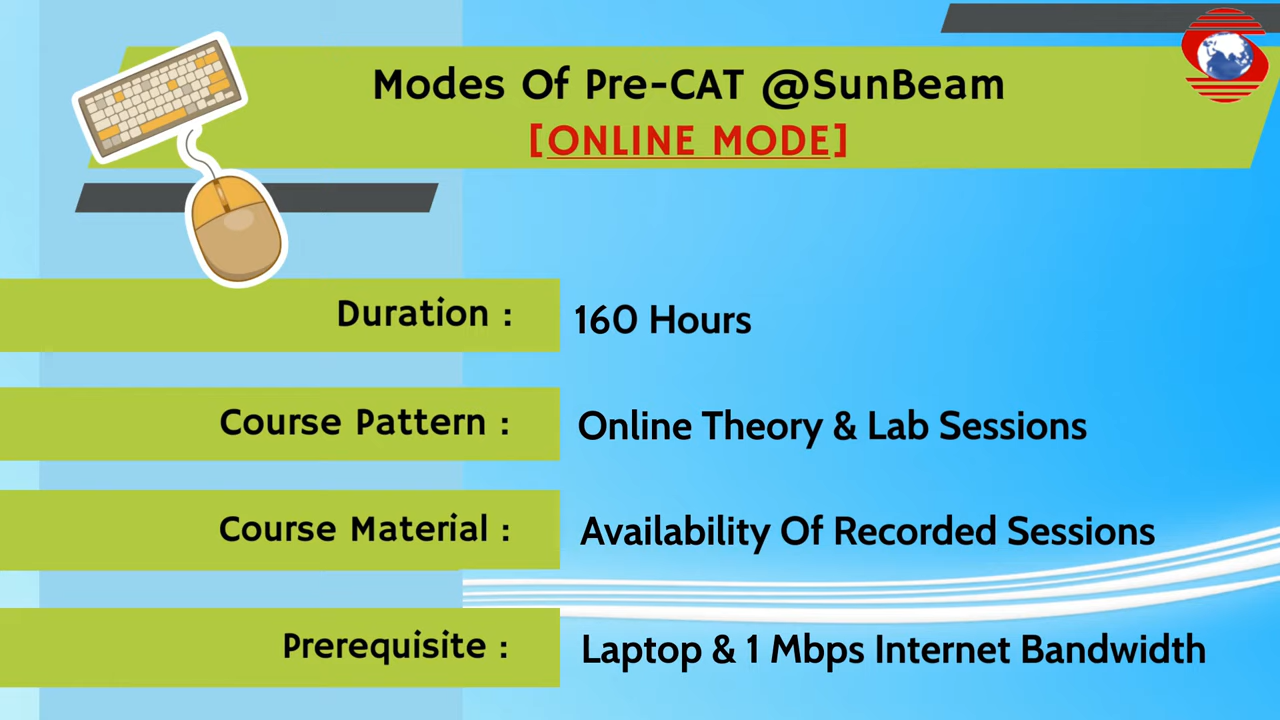 Modes Of Pre-CAT @SunBeam
[ONLINE MODE]
Duration : 160 Hours
Course Pattern : Online Theory & Lab Sessions
Course Material : Availability Of Recorded Sessions
Prerequisite : Laptop & 1 Mbps Internet Bandwidth